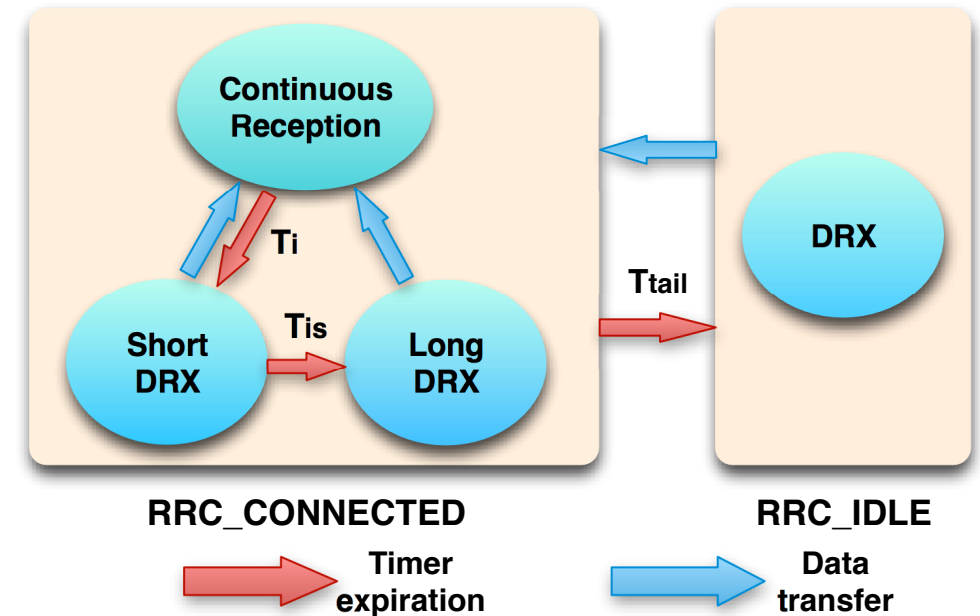 Continuous
Reception
Ti
DRX
Ttail
Tis
Short
DRX
Long
DRX
RRC_CONNECTED
RRC_IDLE
Timer
expiration
Data
transfer